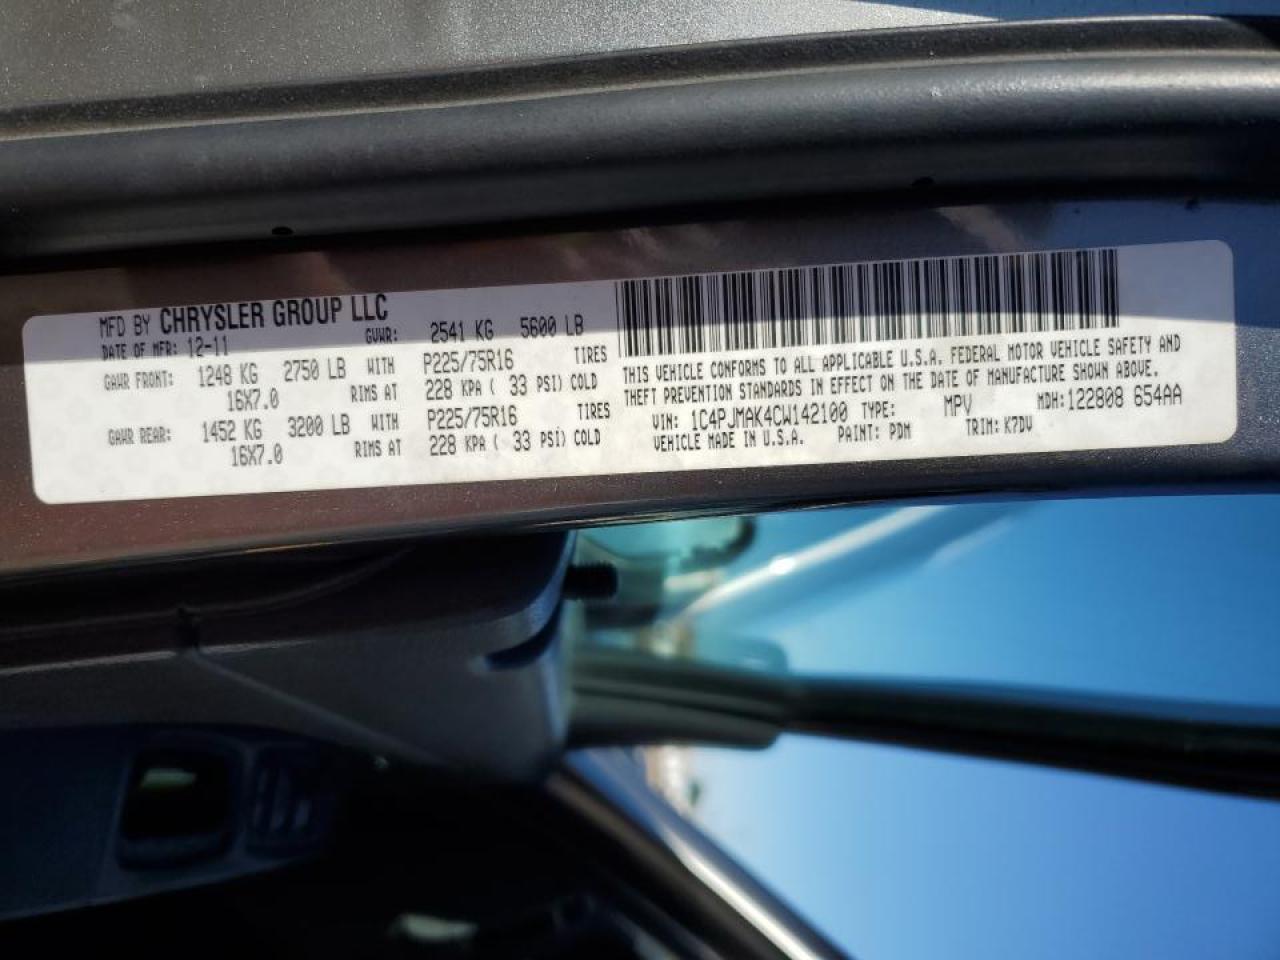 MFD BY CHRYSLER GROUP LLC
DATE OF MFR: 12-11 GVWR: 2541 KG 5600 LB
GAWR FRONT: 1248 KG 2750 LB WITH P225/75R16 TIRES
16X7.0 RIMS AT 228 KPA ( 33 PSI) COLD
GAWR REAR: 1452 KG 3200 LB WITH P225/75R16 TIRES
16X7.0 RIMS AT 228 KPA ( 33 PSI) COLD
THIS VEHICLE CONFORMS TO ALL APPLICABLE U.S.A. FEDERAL MOTOR VEHICLE SAFETY AND
THEFT PREVENTION STANDARDS IN EFFECT ON THE DATE OF MANUFACTURE SHOWN ABOVE.
VIN: 1C4PJMAK4CW142100 TYPE: MPV MDH:122808 654AA
VEHICLE MADE IN U.S.A. PAINT: PDM TRIM: K7DV